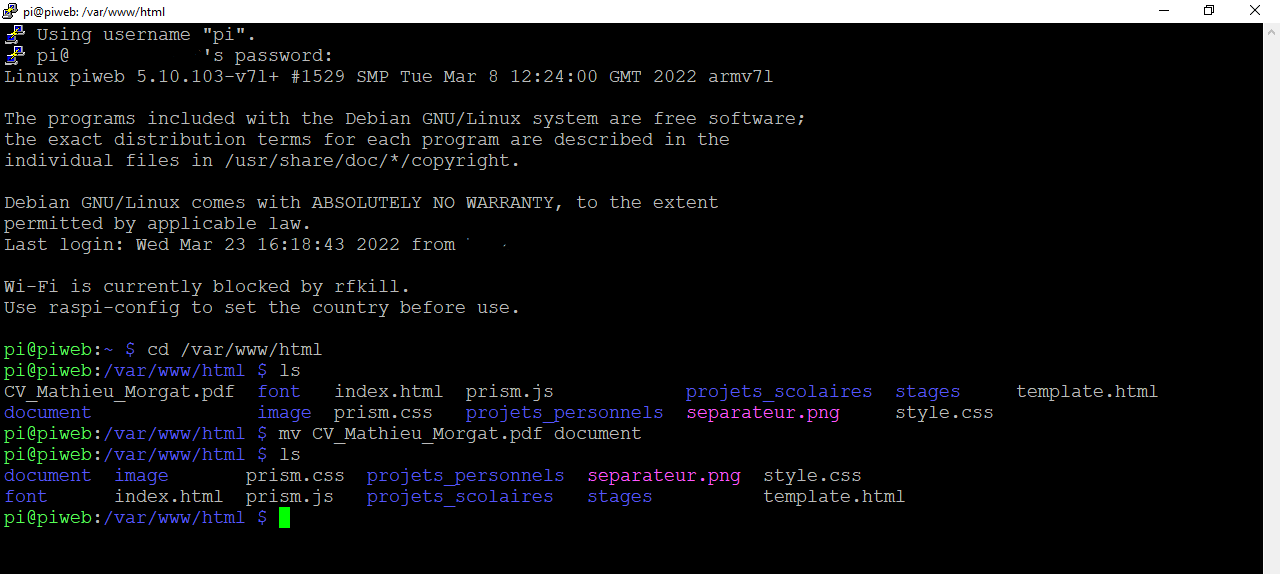 pi@piweb: /var/www/html
Using username "pi".
pi@ 's password:
Linux piweb 5.10.103-v7l+ #1529 SMP Tue Mar 8 12:24:00 GMT 2022 armv7l
The programs included with the Debian GNU/Linux system are free software;
the exact distribution terms for each program are described in the
individual files in /usr/share/doc/*/copyright.
Debian GNU/Linux comes with ABSOLUTELY NO WARRANTY, to the extent
permitted by applicable law.
Last login: Wed Mar 23 16:18:43 2022 from
Wi-Fi is currently blocked by rfkill.
Use raspi-config to set the country before use.
pi@piweb:~ $ cd /var/www/html
pi@piweb:/var/www/html $ ls
CV_Mathieu_Morgat.pdf font index.html prism.js projets_scolaires stages template.html
document image prism.css projets_personnels separateur.png style.css
pi@piweb:/var/www/html $ mv CV_Mathieu_Morgat.pdf document
pi@piweb:/var/www/html $ ls
document image prism.css projets_personnels separateur.png style.css
font index.html prism.js projets_scolaires stages template.html
pi@piweb:/var/www/html $